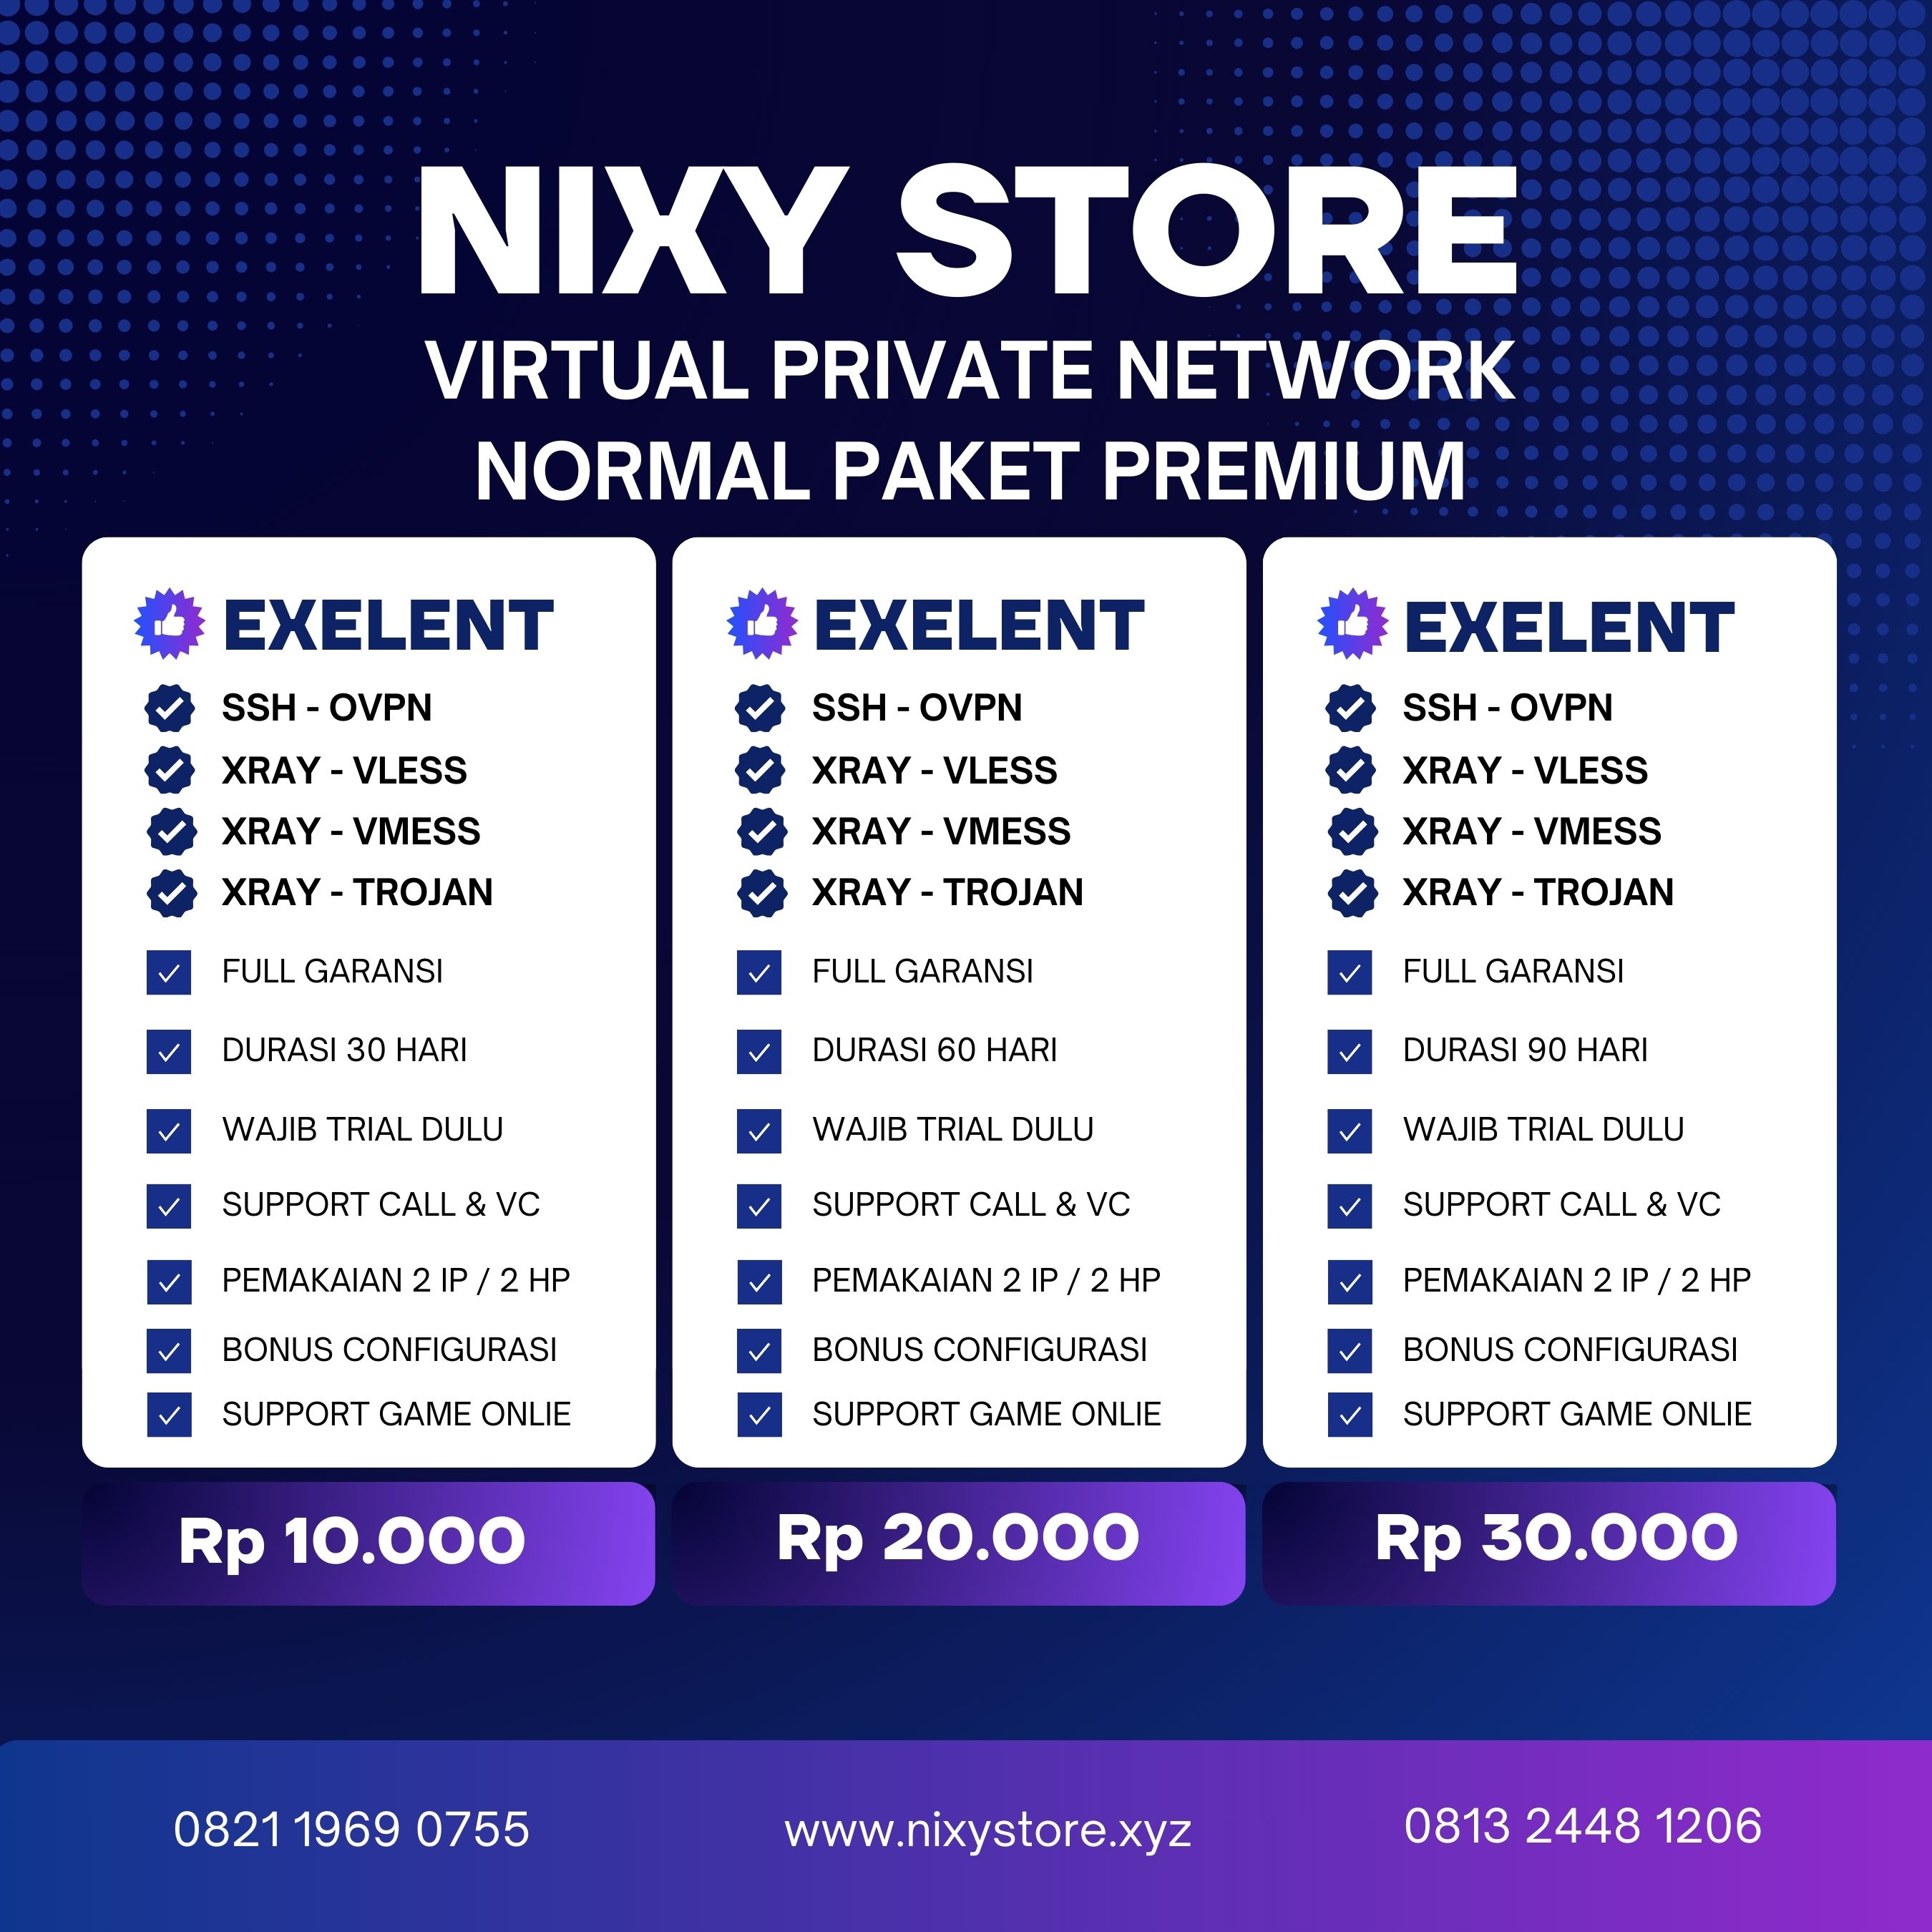 NIXY STORE
VIRTUAL PRIVATE NETWORK
NORMAL PAKET PREMIUM
EXELENT
SSH - OVPN
XRAY - VLESS
XRAY - VMESS
XRAY - TROJAN
FULL GARANSI
DURASI 30 HARI
WAJIB TRIAL DULU
SUPPORT CALL & VC
PEMAKAIAN 2 IP / 2 HP
BONUS CONFIGURASI
SUPPORT GAME ONLIE
Rp 10.000
EXELENT
SSH - OVPN
XRAY - VLESS
XRAY - VMESS
XRAY - TROJAN
FULL GARANSI
DURASI 60 HARI
WAJIB TRIAL DULU
SUPPORT CALL & VC
PEMAKAIAN 2 IP / 2 HP
BONUS CONFIGURASI
SUPPORT GAME ONLIE
Rp 20.000
EXELENT
SSH - OVPN
XRAY - VLESS
XRAY - VMESS
XRAY - TROJAN
FULL GARANSI
DURASI 90 HARI
WAJIB TRIAL DULU
SUPPORT CALL & VC
PEMAKAIAN 2 IP / 2 HP
BONUS CONFIGURASI
SUPPORT GAME ONLIE
Rp 30.000
0821 1969 0755
www.nixystore.xyz
0813 2448 1206